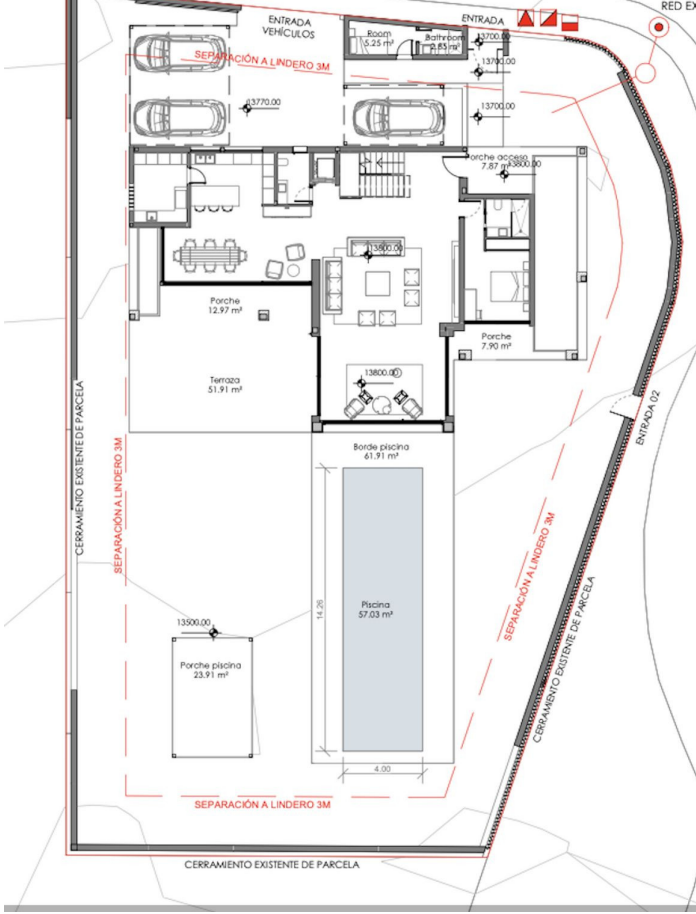 RED EX
ENTRADA
VEHÍCULOS
ENTRADA
Room
5.25 m²
Bathroom
2.85 m²
13700.00
SEPARACIÓN A LINDERO 3M
13700.00
13770.00
13700.00
Porche acceso
7.87 m²
13800.00
13800.00
Porche
12.97 m²
Porche
7.90 m²
13800.00
Terraza
51.91 m²
CERRAMIENTO EXISTENTE DE PARCELA
ENTRADA 02
Borde piscina
61.91 m²
SEPARACIÓN A LINDERO 3M
SEPARACIÓN A LINDERO 3M
14.26
Piscina
57.03 m²
13500.00
Porche piscina
23.91 m²
CERRAMIENTO EXISTENTE DE PARCELA
4.00
SEPARACIÓN A LINDERO 3M
CERRAMIENTO EXISTENTE DE PARCELA